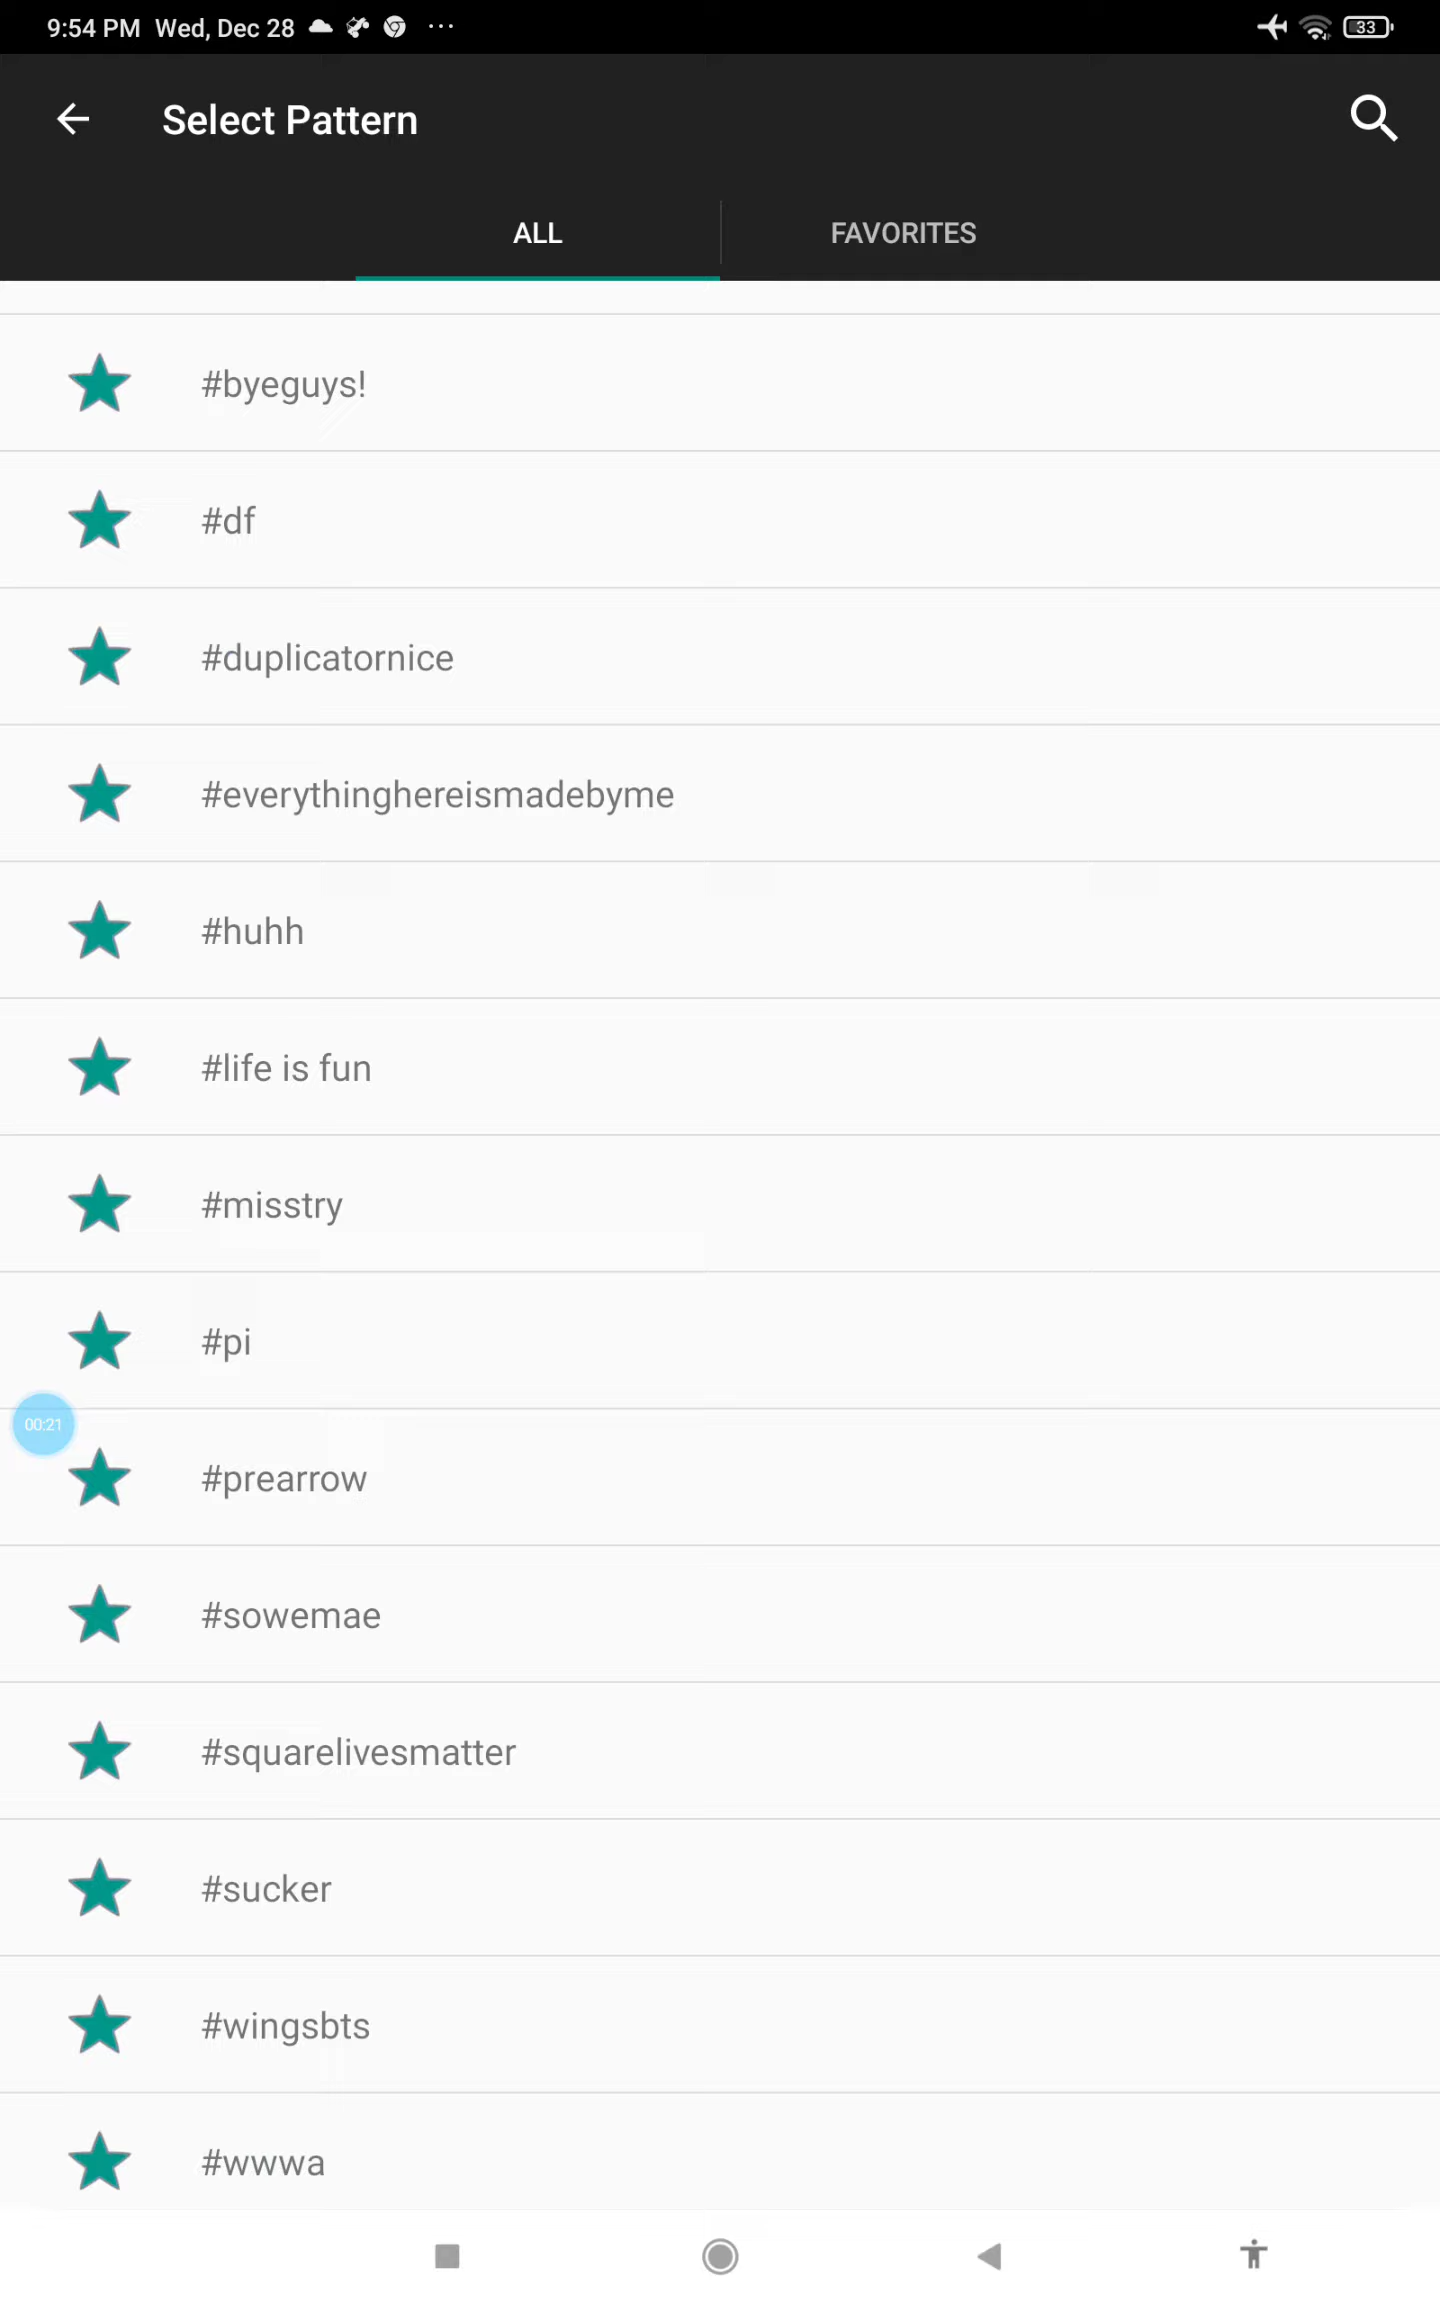 9:54 PM Wed, Dec 28 33
Select Pattern
ALL FAVORITES
#byeguys!
#df
#duplicatornice
#everythinghereismadebyme
#huhh
#life is fun
#misstry
#pi
00:21
#prearrow
#sowemae
#squarelivesmatter
#sucker
#wingsbts
#wwwa